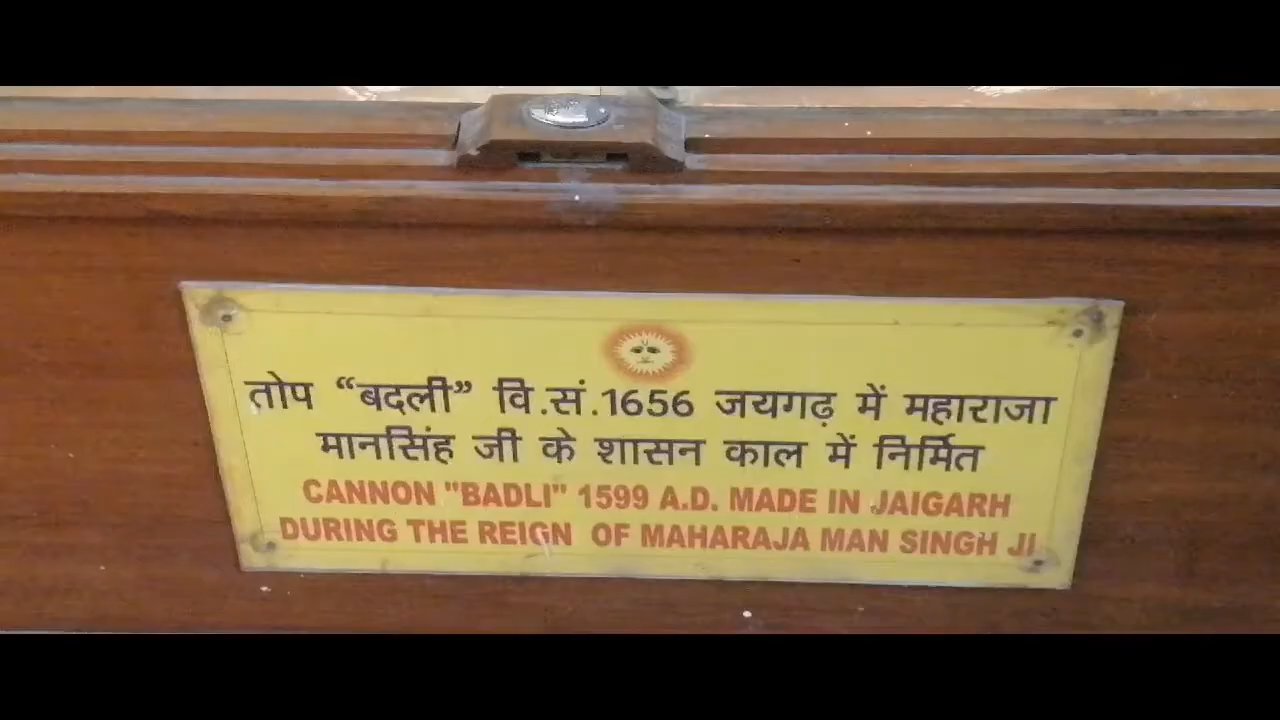 तोप “बदली” वि.सं.1656 जयगढ़ में महाराजा
मानसिंह जी के शासन काल में निर्मित
CANNON "BADLI" 1599 A.D. MADE IN JAIGARH
DURING THE REIGN OF MAHARAJA MAN SINGH JI